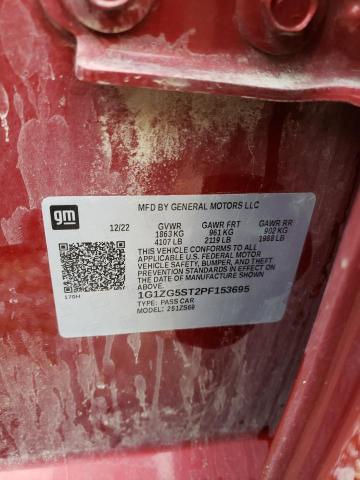 gm
MFD BY GENERAL MOTORS LLC
12/22 GVWR GAWR FRT GAWR RR
1863 KG 961 KG 902 KG
4107 LB 2119 LB 1988 LB
THIS VEHICLE CONFORMS TO ALL
APPLICABLE U.S. FEDERAL MOTOR
VEHICLE SAFETY, BUMPER, AND THEFT
PREVENTION STANDARDS IN EFFECT ON
THE DATE OF MANUFACTURE SHOWN
ABOVE.
170H
1G1ZG5ST2PF153695
TYPE: PASS CAR
MODEL: 2S1ZS69